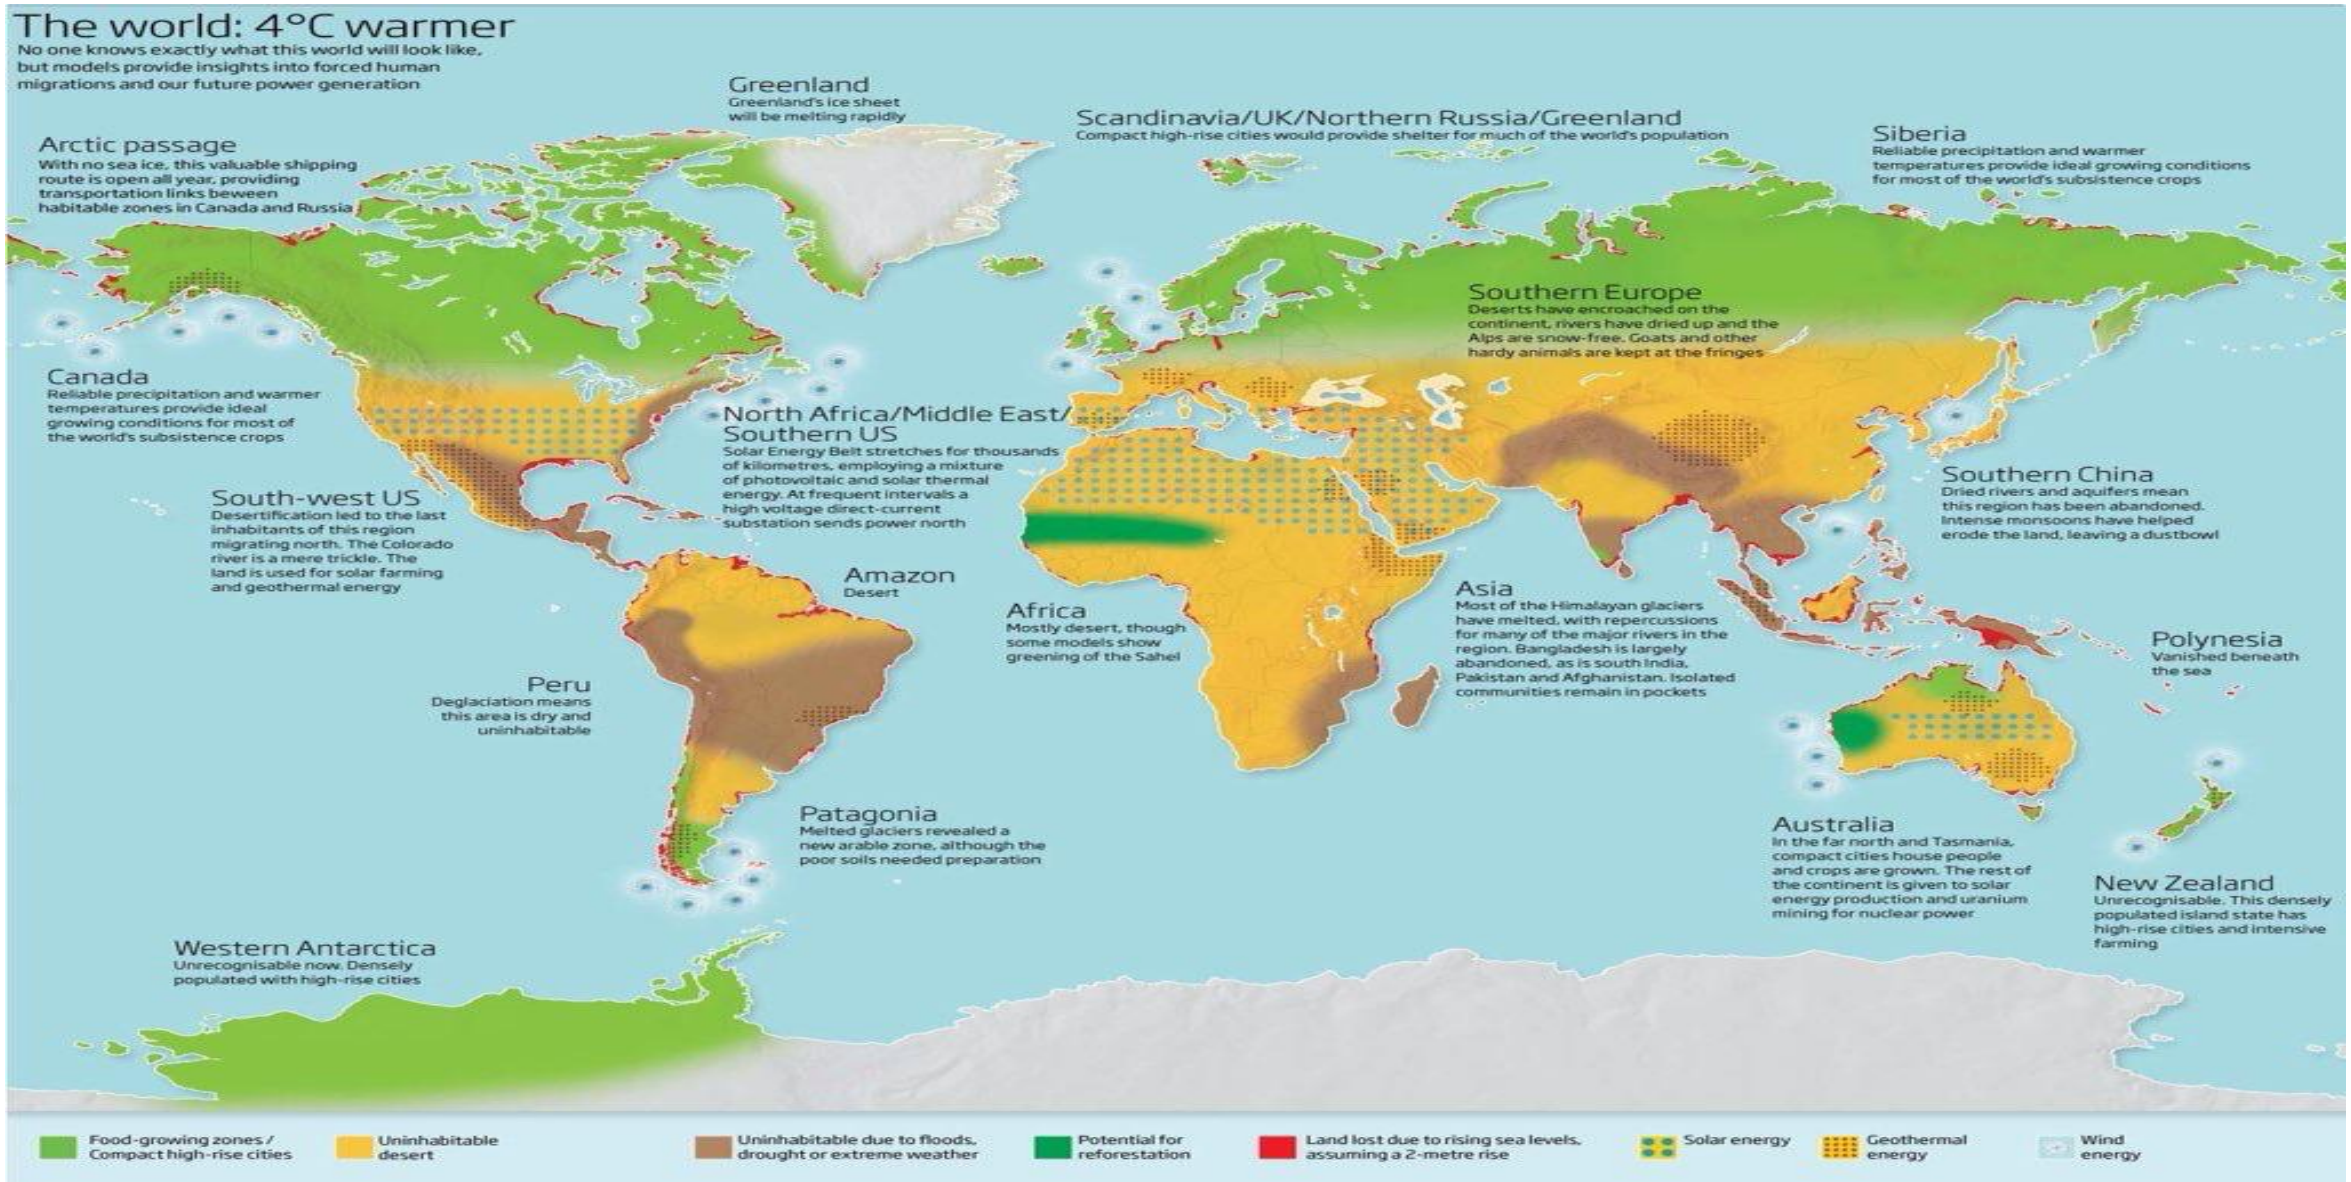 The world: 4°C warmer
No one knows exactly what this world will look like,
but models provide insights into forced human
migrations and our future power generation
Greenland
Greenland's ice sheet
will be melting rapidly
Scandinavia/UK/Northern Russia/Greenland
Compact high-rise cities would provide shelter for much of the world's population
Siberia
Reliable precipitation and warmer
temperatures provide ideal growing conditions
for most of the world's subsistence crops
Arctic passage
With no sea ice, this valuable shipping
route is open all year, providing
transportation links beween
habitable zones in Canada and Russia
Southern Europe
Deserts have encroached on the
continent, rivers have dried up and the
Alps are snow-free. Goats and other
hardy animals are kept at the fringes
Canada
Reliable precipitation and warmer
temperatures provide ideal
growing conditions for most of
the world's subsistence crops
North Africa/Middle East/
Southern US
Solar Energy Belt stretches for thousands
of kilometres, employing a mixture
of photovoltaic and solar thermal
energy. At frequent intervals a
high voltage direct-current
substation sends power north
Southern China
Dried rivers and aquifers mean
this region has been abandoned.
Intense monsoons have helped
erode the land, leaving a dustbowl
South-west US
Desertification led to the last
inhabitants of this region
migrating north. The Colorado
river is a mere trickle. The
land is used for solar farming
and geothermal energy
Amazon
Desert
Africa
Mostly desert, though
some models show
greening of the Sahel
Asia
Most of the Himalayan glaciers
have melted, with repercussions
for many of the major rivers in the
region. Bangladesh is largely
abandoned, as is south India,
Pakistan and Afghanistan. Isolated
communities remain in pockets
Polynesia
Vanished beneath
the sea
Peru
Deglaciation means
this area is dry and
uninhabitable
Patagonia
Melted glaciers revealed a
new arable zone, although the
poor soils needed preparation
Australia
In the far north and Tasmania,
compact cities house people
and crops are grown. The rest of
the continent is given to solar
energy production and uranium
mining for nuclear power
New Zealand
Unrecognisable. This densely
populated island state has
high-rise cities and intensive
farming
Western Antarctica
Unrecognisable now. Densely
populated with high-rise cities
Food-growing zones /
Compact high-rise cities
Uninhabitable
desert
Uninhabitable due to floods,
drought or extreme weather
Potential for
reforestation
Land lost due to rising sea levels,
assuming a 2-metre rise
Solar energy
Geothermal
energy
Wind
energy